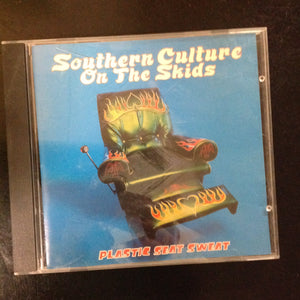 Southern Culture
On The Skids
PLASTIC SEAT SWEAT